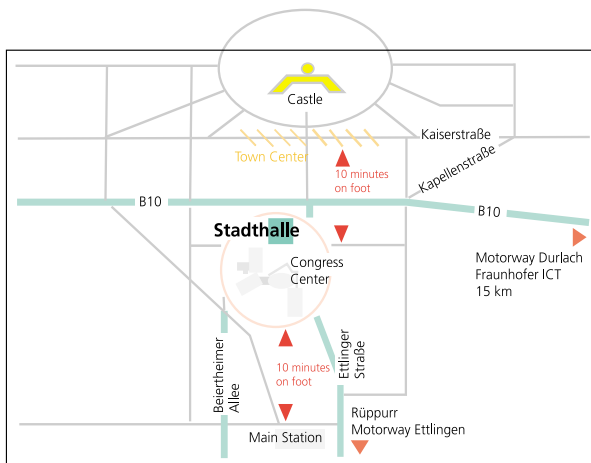 Castle
Kaiserstraße
Town Center
10 minutes
on foot
Kapellenstraße
B10
B10
Stadthalle
Congress
Center
Motorway Durlach
Fraunhofer ICT
15 km
Beiertheimer
Allee
10 minutes
on foot
Ettlinger
Straße
Rüppurr
Motorway Ettlingen
Main Station